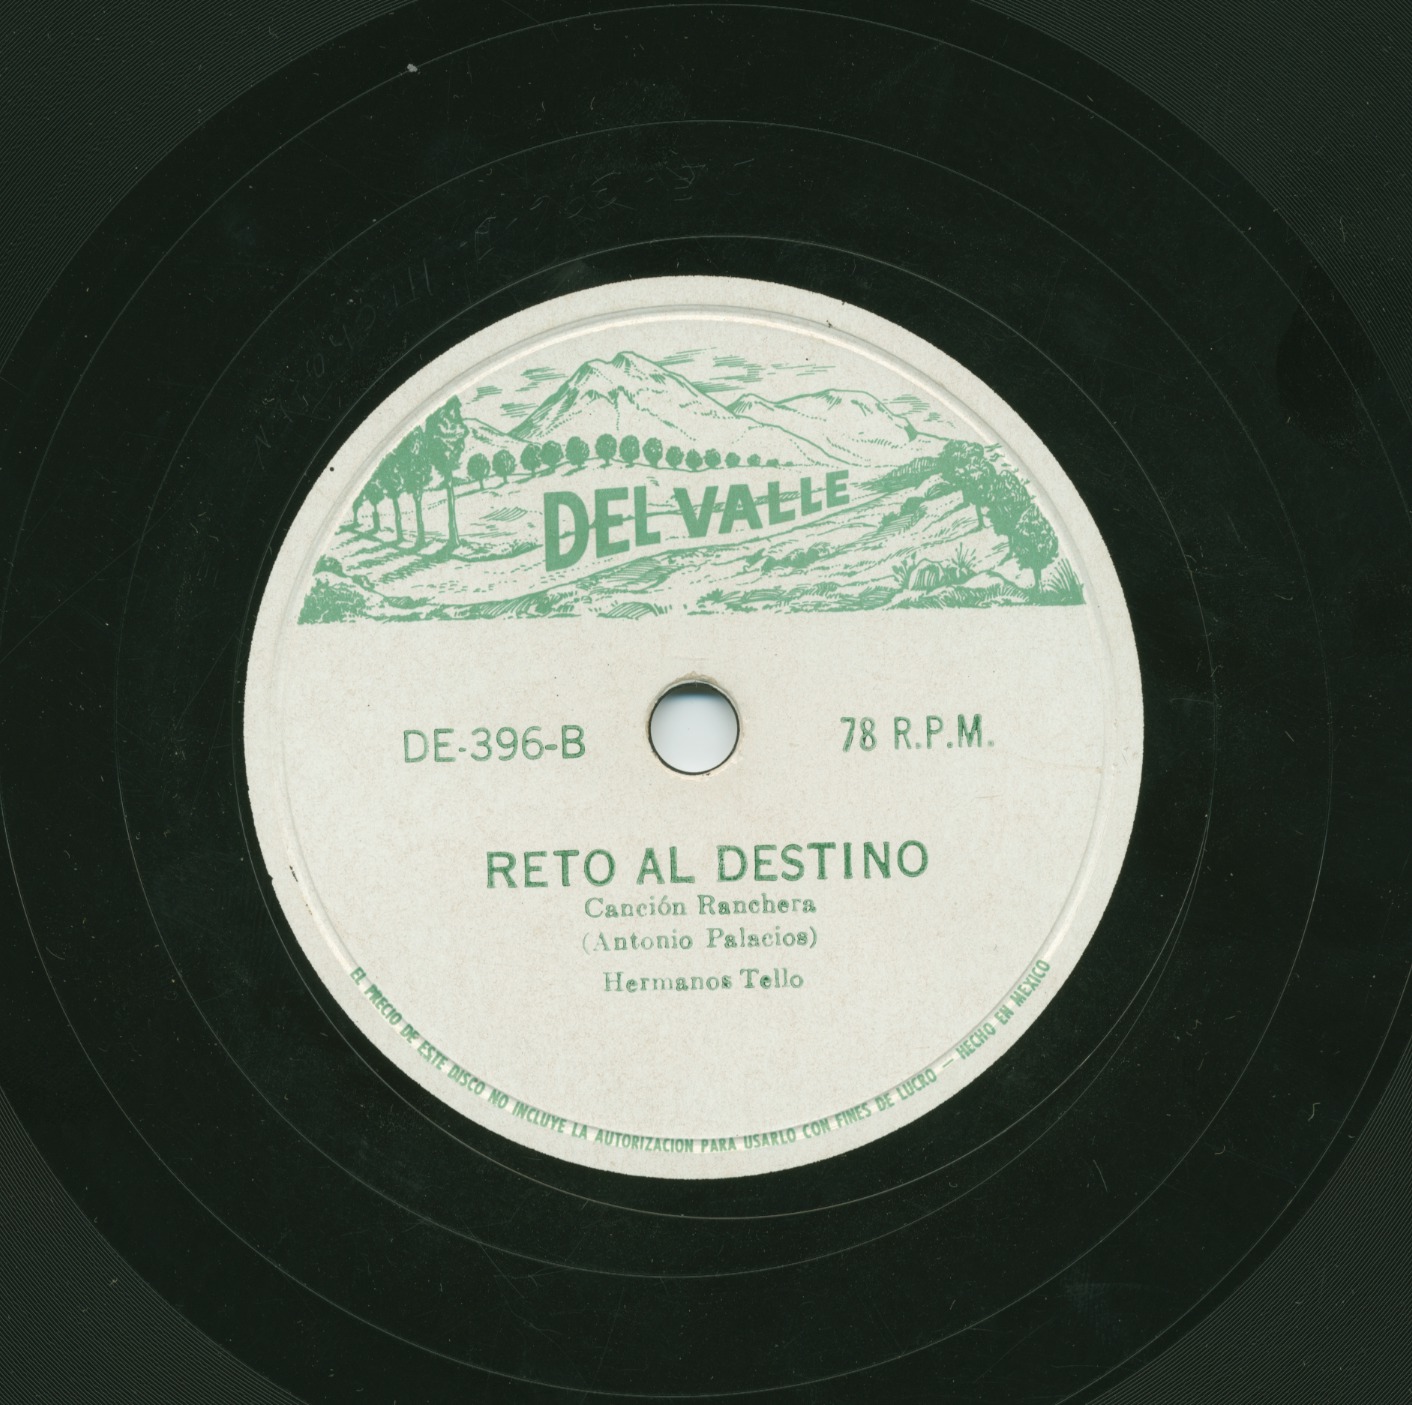 DEL VALLE
DE-396-B
78 R.P.M.
RETO AL DESTINO
Canción Ranchera
(Antonio Palacios)
Hermanos Tello
EL PRECIO DE ESTE DISCO NO INCLUYE LA AUTORIZACION PARA USARLO CON FINES DE LUCRO — HECHO EN MEXICO